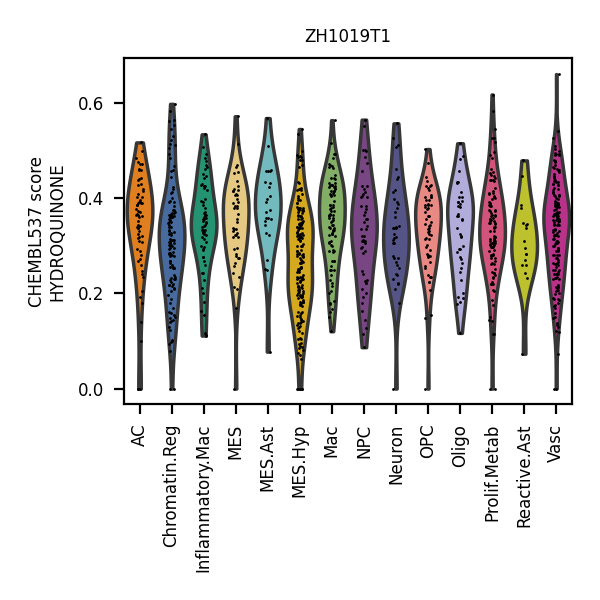 ZH1019T1
CHEMBL537 score
HYDROQUINONE
0.6
0.4
0.2
0.0
AC
Chromatin.Reg
Inflammatory.Mac
MES
MES.Ast
MES.Hyp
Mac
NPC
Neuron
OPC
Oligo
Prolif.Metab
Reactive.Ast
Vasc